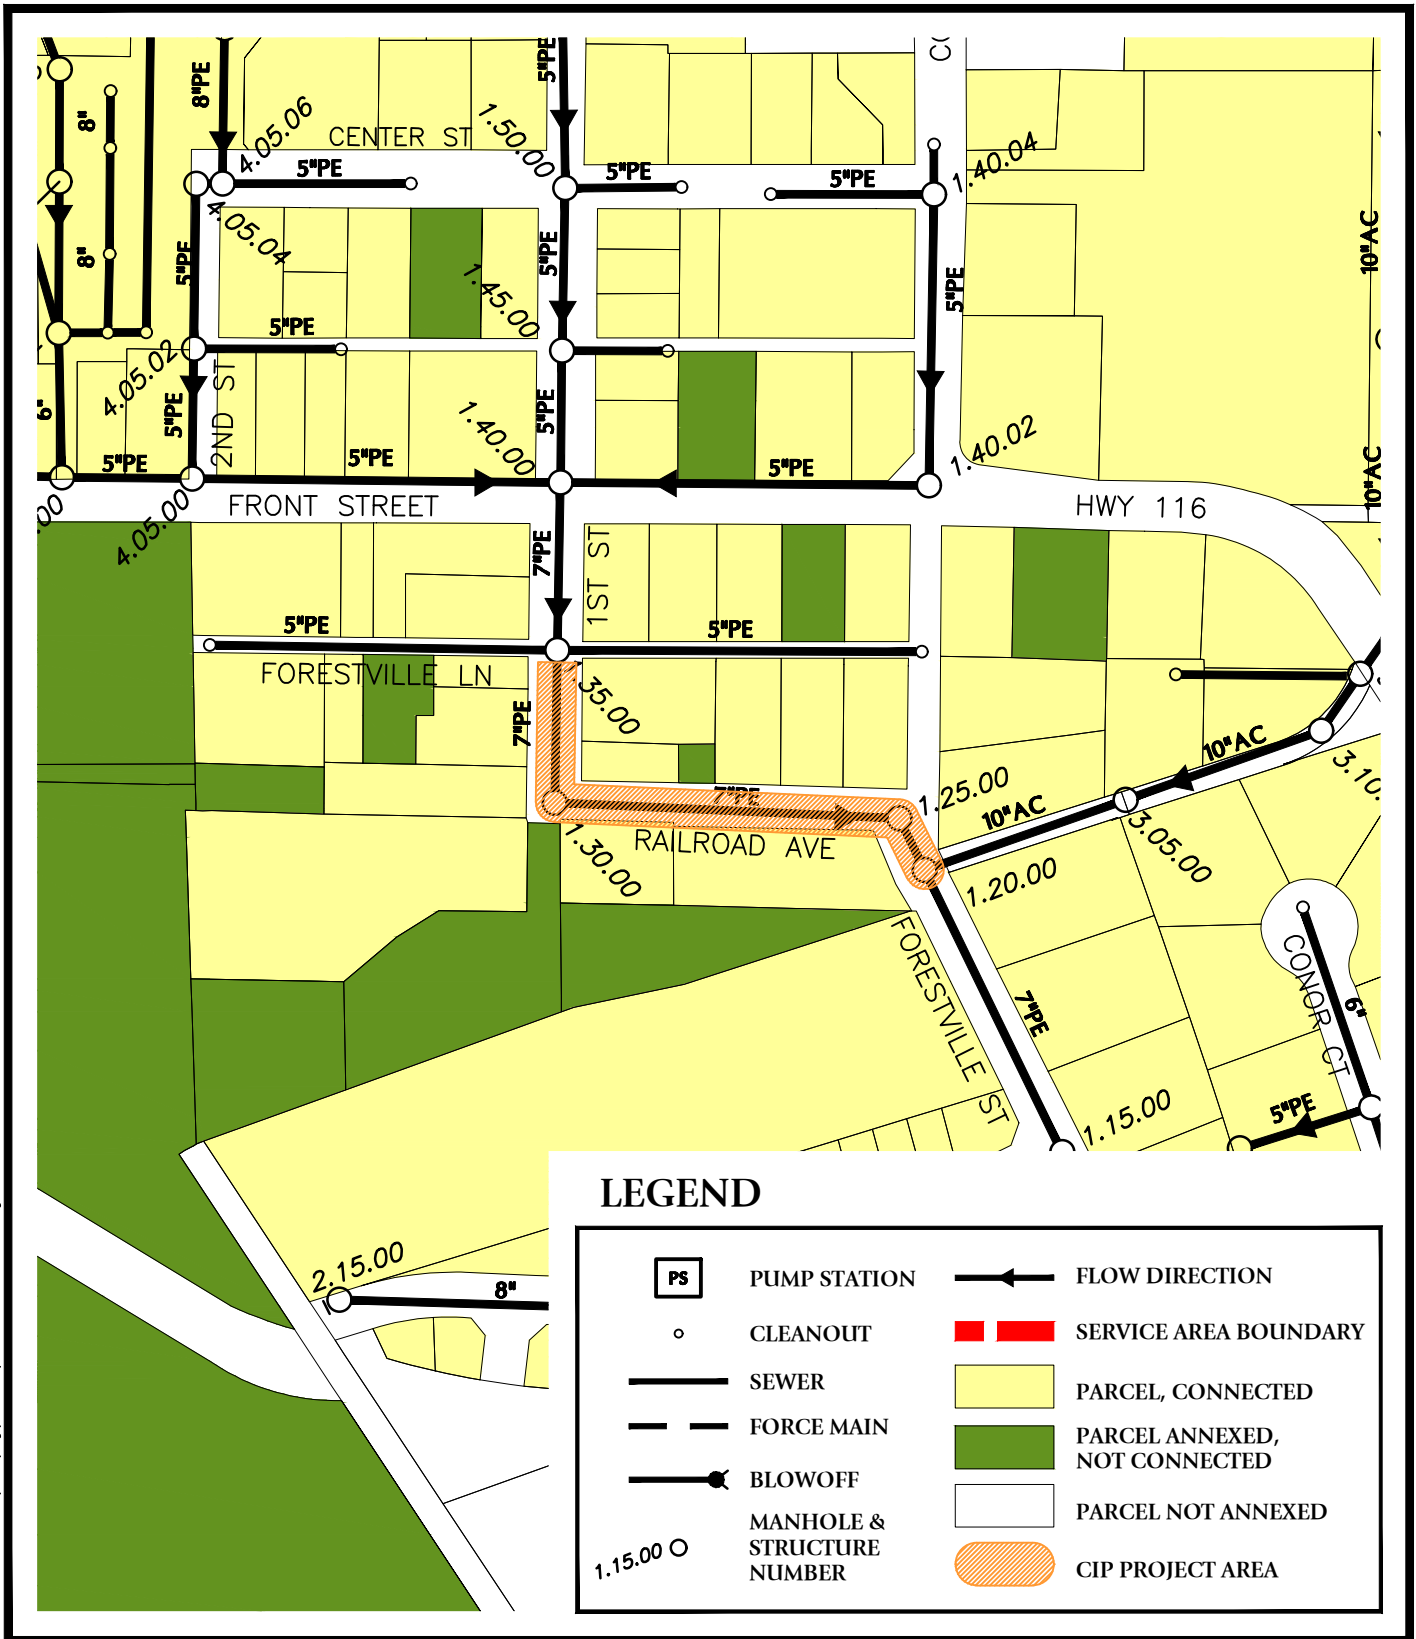 CO
5"PE
8"PE
8"
4.05.06
1.50.00
CENTER ST
1.40.04
5"PE
5"PE
5"PE
4.05.04
8"
5"PE
5"PE
10"AC
1.45.00
5"PE
5"PE
4.05.02
2ND ST
6"
5"PE
5"PE
1.40.00
1.40.02
5"PE
5"PE
5"PE
10"AC
.00
4.05.00
FRONT STREET
HWY 116
7"PE
1ST ST
5"PE
5"PE
FORESTVILLE LN
35.00
7"PE
10"AC
3.10.
7"PE
1.25.00
10"AC
3.05.00
1.30.00
RAILROAD AVE
1.20.00
FORESTVILLE ST
CONOR CT
7"PE
6"
5"PE
1.15.00
2.15.00
8"
LEGEND
PS
PUMP STATION
CLEANOUT
SEWER
FORCE MAIN
BLOWOFF
1.15.00
MANHOLE &
STRUCTURE
NUMBER
FLOW DIRECTION
SERVICE AREA BOUNDARY
PARCEL, CONNECTED
PARCEL ANNEXED,
NOT CONNECTED
PARCEL NOT ANNEXED
CIP PROJECT AREA